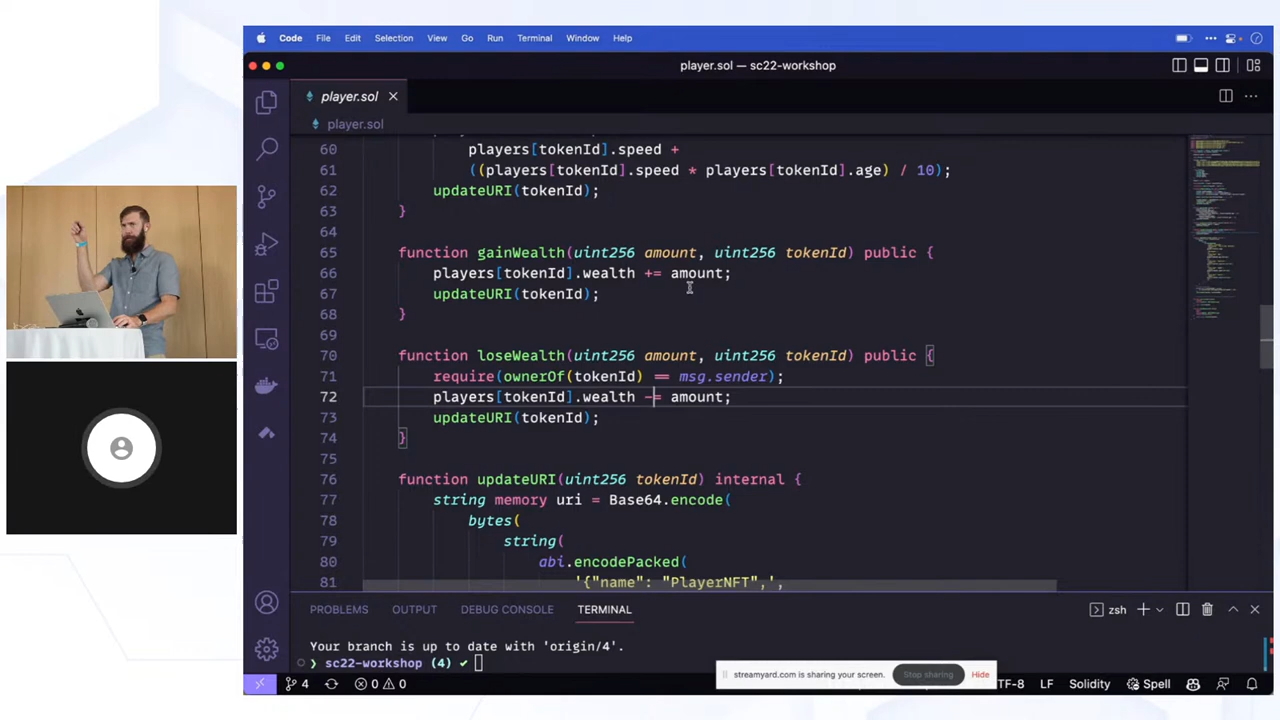 Code File Edit Selection View Go Run Terminal Window Help
player.sol — sc22-workshop
player.sol
player.sol
60 players[tokenId].speed +
61 ((players[tokenId].speed * players[tokenId].age) / 10);
62 updateURI(tokenId);
63 }
64
65 function gainWealth(uint256 amount, uint256 tokenId) public {
66 players[tokenId].wealth += amount;
67 updateURI(tokenId);
68 }
69
70 function loseWealth(uint256 amount, uint256 tokenId) public {
71 require(ownerOf(tokenId) == msg.sender);
72 players[tokenId].wealth -= amount;
73 updateURI(tokenId);
74 }
75
76 function updateURI(uint256 tokenId) internal {
77 string memory uri = Base64.encode(
78 bytes(
79 string(
80 abi.encodePacked(
81 '{"name": "PlayerNFT",',
PROBLEMS OUTPUT DEBUG CONSOLE TERMINAL zsh
Your branch is up to date with 'origin/4'.
❯ sc22-workshop (4) ✔
streamyard.com is sharing your screen. Stop sharing Hide
4 0 0 TF-8 LF Solidity Spell